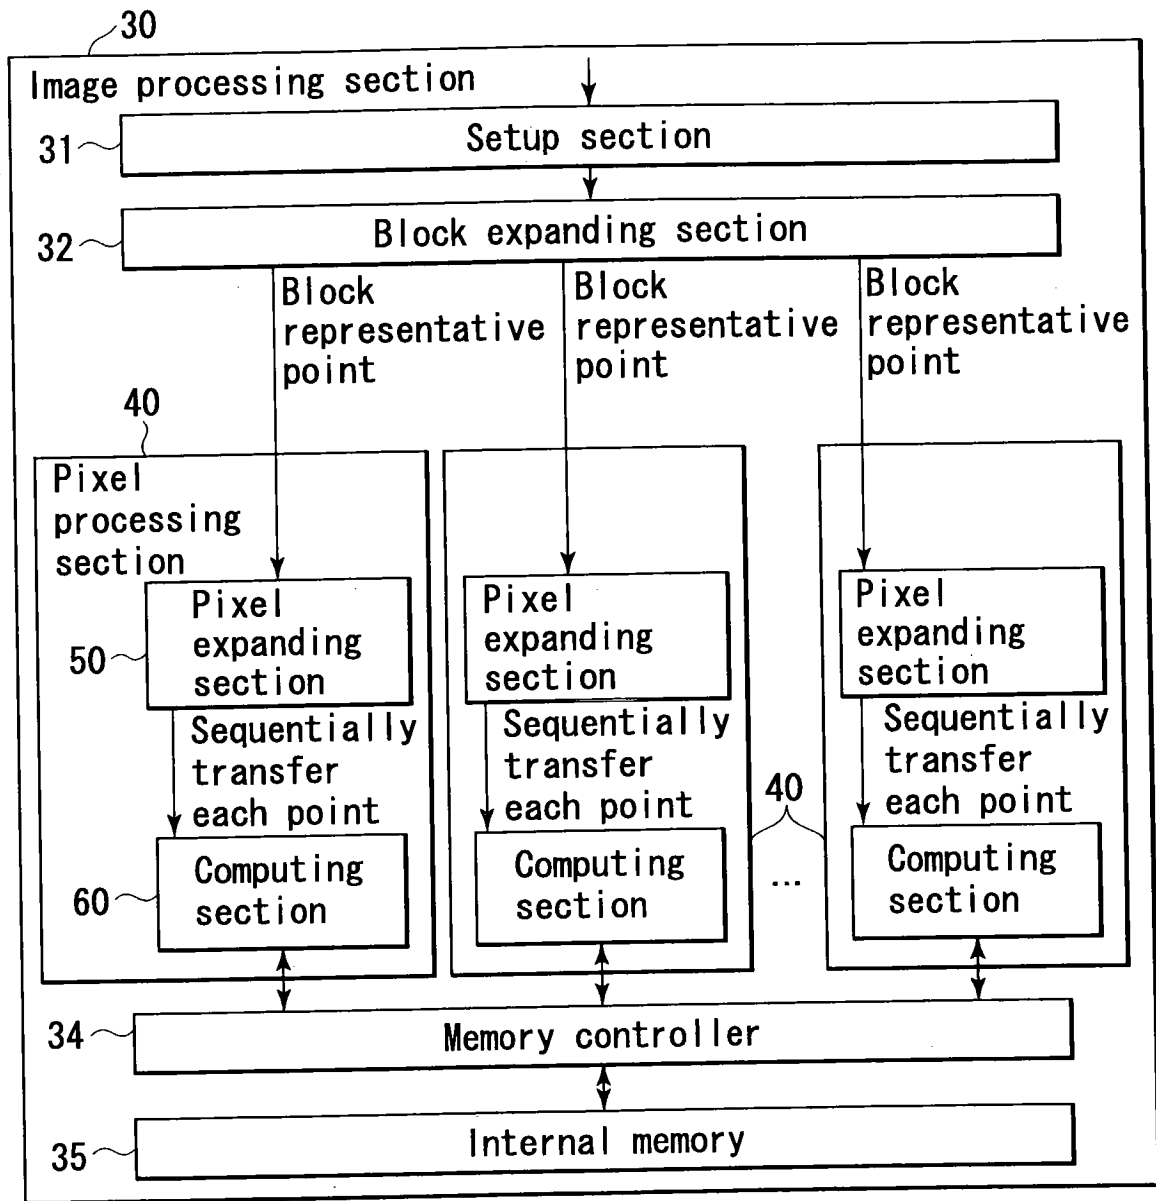 30
Image processing section
31
Setup section
32
Block expanding section
Block
representative
point
Block
representative
point
Block
representative
point
40
Pixel
processing
section
50
Pixel
expanding
section
Pixel
expanding
section
Pixel
expanding
section
Sequentially
transfer
each point
Sequentially
transfer
each point
Sequentially
transfer
each point
40
60
Computing
section
Computing
section
...
Computing
section
34
Memory controller
35
Internal memory